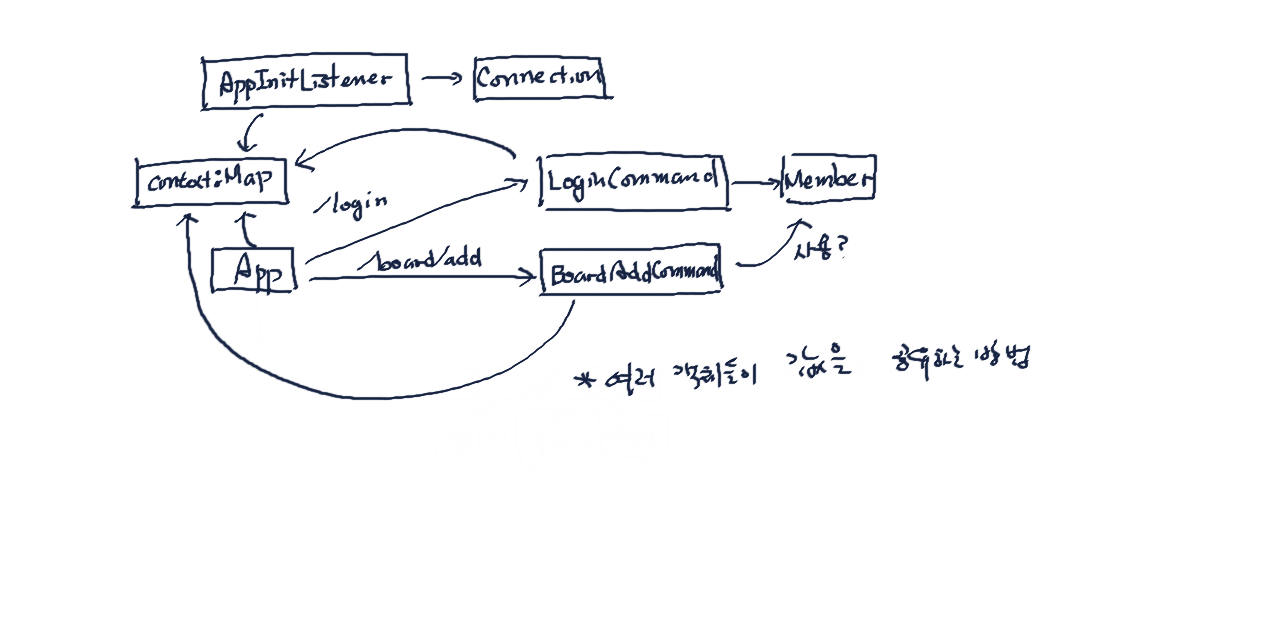 AppInitListener
Connection
context:Map
LoginCommand
Member
/login
App
/board/add
BoardAddCommand
사용?
* 여러 객체들이 값을 공유하는 방법